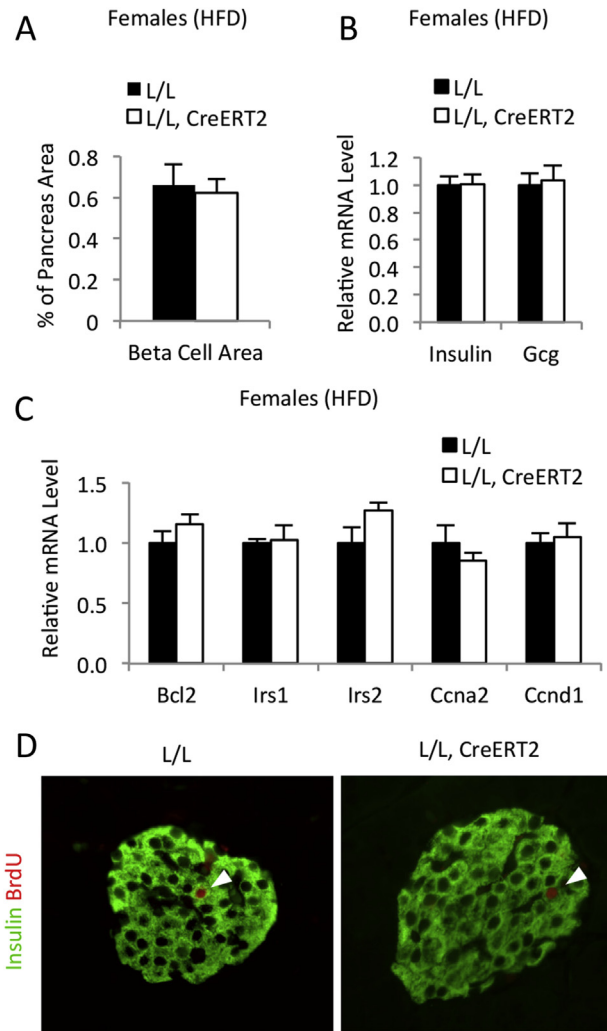 A
Females (HFD)
L/L
L/L, CreERT2
% of Pancreas Area
0.8
0.6
0.4
0.2
0
Beta Cell Area
B
Females (HFD)
L/L
L/L, CreERT2
Relative mRNA Level
1.2
1.0
0.8
0.6
0.4
0.2
0.0
Insulin Gcg
C
Females (HFD)
L/L
L/L, CreERT2
Relative mRNA Level
1.5
1.0
0.5
0.0
Bcl2 Irs1 Irs2 Ccna2 Ccnd1
D
L/L L/L, CreERT2
Insulin BrdU